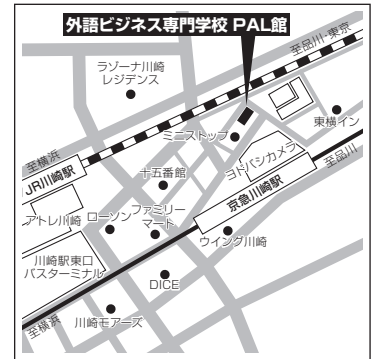 外語ビジネス専門学校 PAL館
至品川・東京
ラゾーナ川崎
レジデンス
東横イン
ミニストップ
至横浜
ヨドバシカメラ
至品川
十五番館
JR川崎駅
京急川崎駅
アトレ川崎
ローソン
ファミリー
マート
ウイング川崎
川崎駅東口
バスターミナル
DICE
川崎モアーズ
至横浜